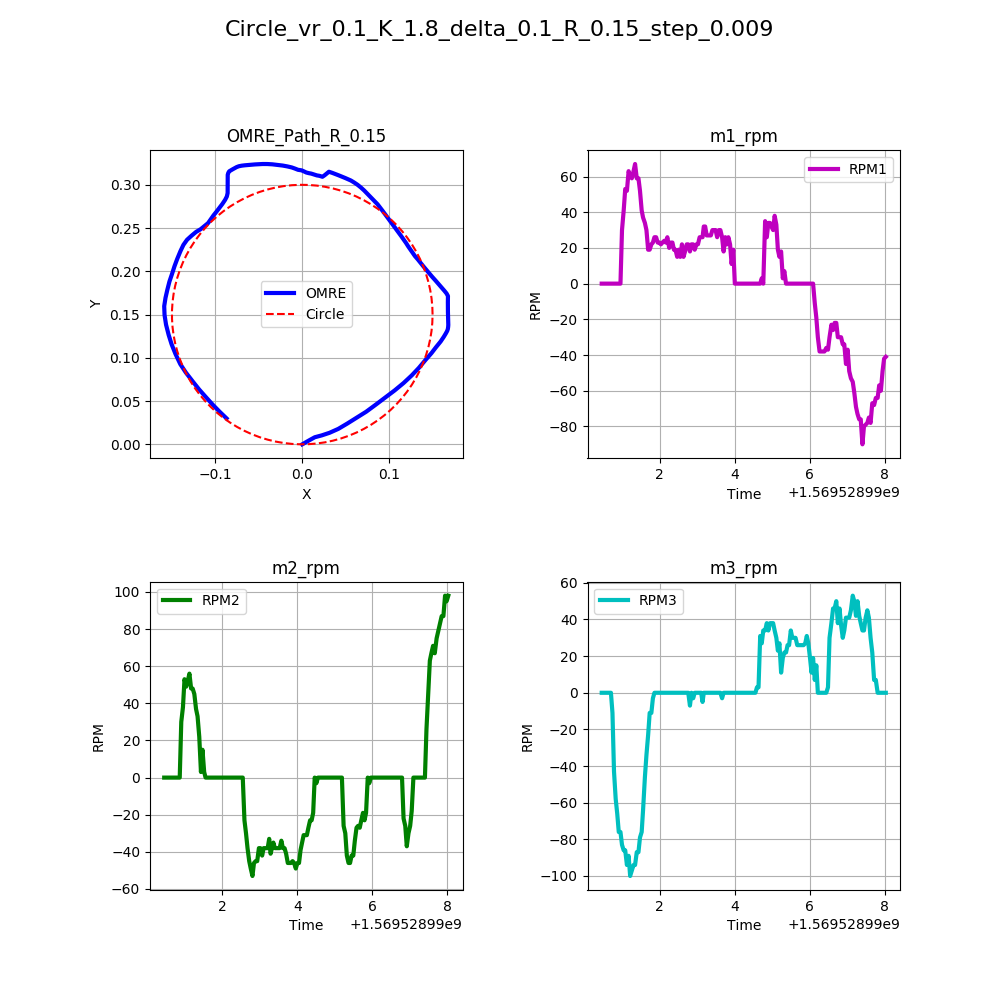 Circle_vr_0.1_K_1.8_delta_0.1_R_0.15_step_0.009
OMRE_Path_R_0.15
0.30
0.25
0.20
0.15
0.10
0.05
0.00
Y
OMRE
Circle
−0.1
0.0
0.1
X
m1_rpm
RPM1
60
40
20
0
−20
−40
−60
−80
RPM
2
4
6
8
Time
+1.56952899e9
m2_rpm
RPM2
100
80
60
40
20
0
−20
−40
−60
RPM
2
4
6
8
Time
+1.56952899e9
m3_rpm
RPM3
60
40
20
0
−20
−40
−60
−80
−100
RPM
2
4
6
8
Time
+1.56952899e9